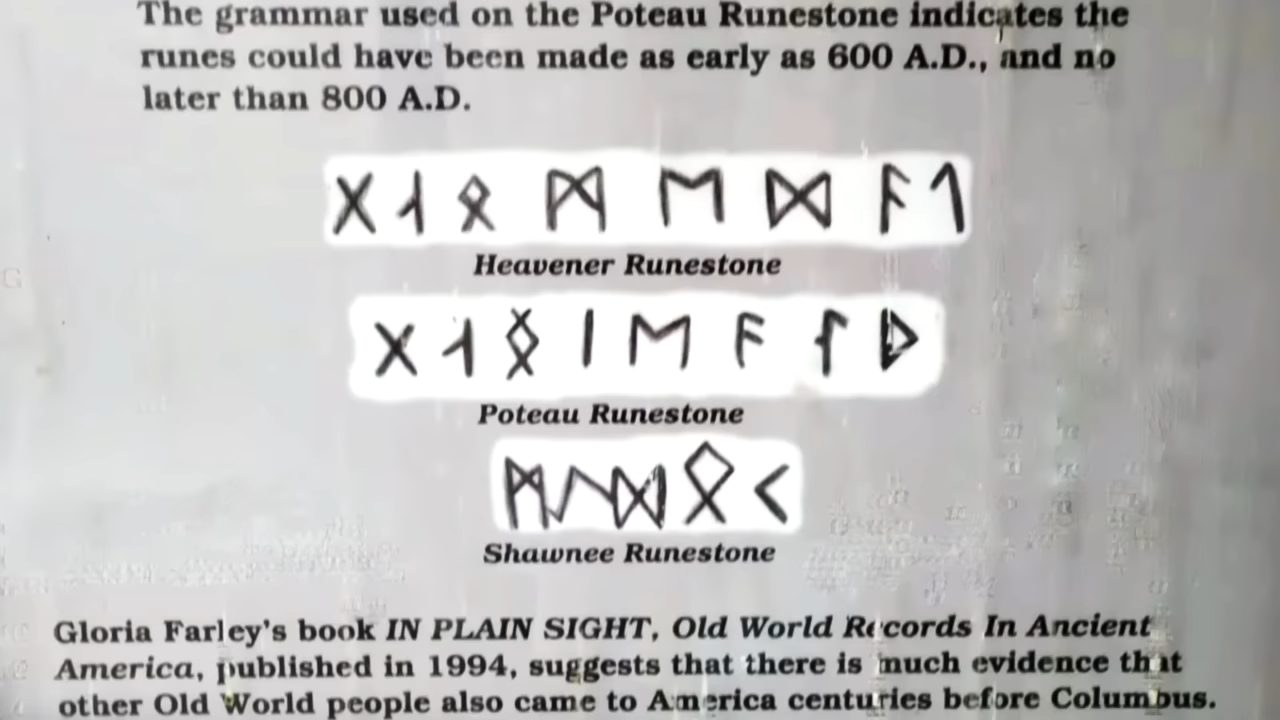 The grammar used on the Poteau Runestone indicates the
runes could have been made as early as 600 A.D., and no
later than 800 A.D.
Heavener Runestone
Poteau Runestone
Shawnee Runestone
Gloria Farley's book IN PLAIN SIGHT, Old World Records In Ancient
America, published in 1994, suggests that there is much evidence that
other Old World people also came to America centuries before Columbus.